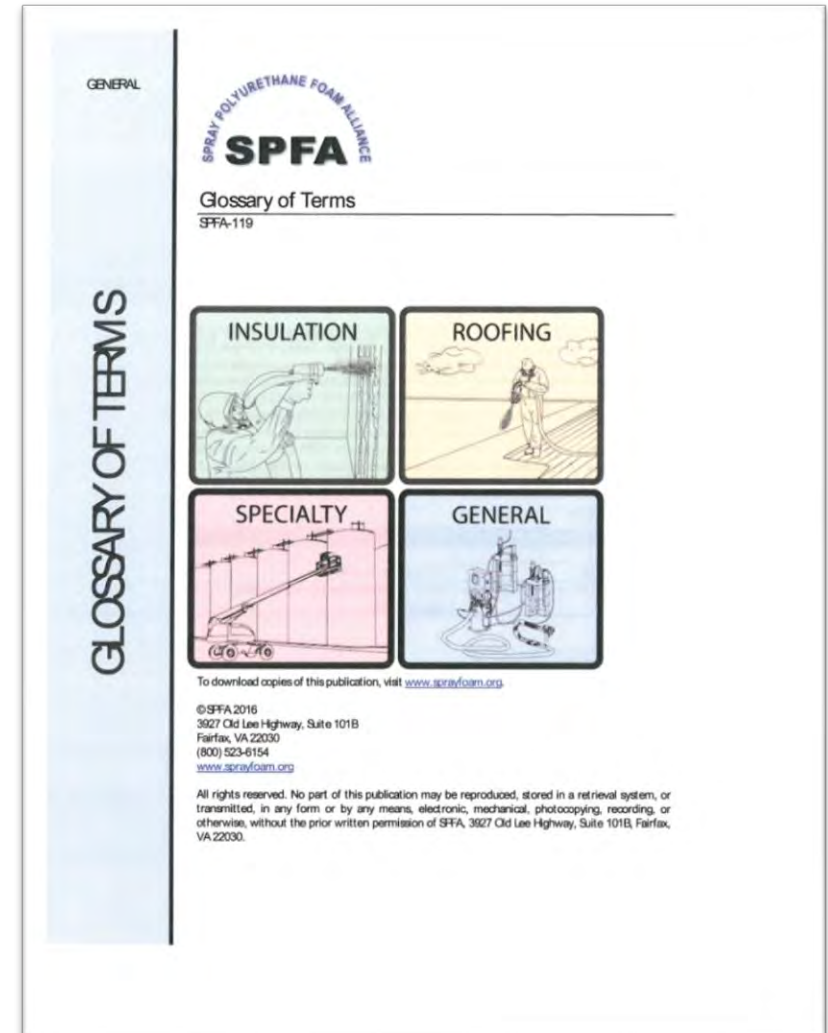 GENERAL
SPRAY POLYURETHANE FOAM ALLIANCE
SPFA
Glossary of Terms
SPFA-119
GLOSSARY OF TERMS
INSULATION
ROOFING
SPECIALTY
GENERAL
To download copies of this publication, visit www.sprayfoam.org.
© SPFA 2016
3927 Old Lee Highway, Suite 101B
Fairfax, VA 22030
(800) 523-6154
www.sprayfoam.org
All rights reserved. No part of this publication may be reproduced, stored in a retrieval system, or
transmitted, in any form or by any means, electronic, mechanical, photocopying, recording, or
otherwise, without the prior written permission of SPFA, 3927 Old Lee Highway, Suite 101B, Fairfax,
VA 22030.